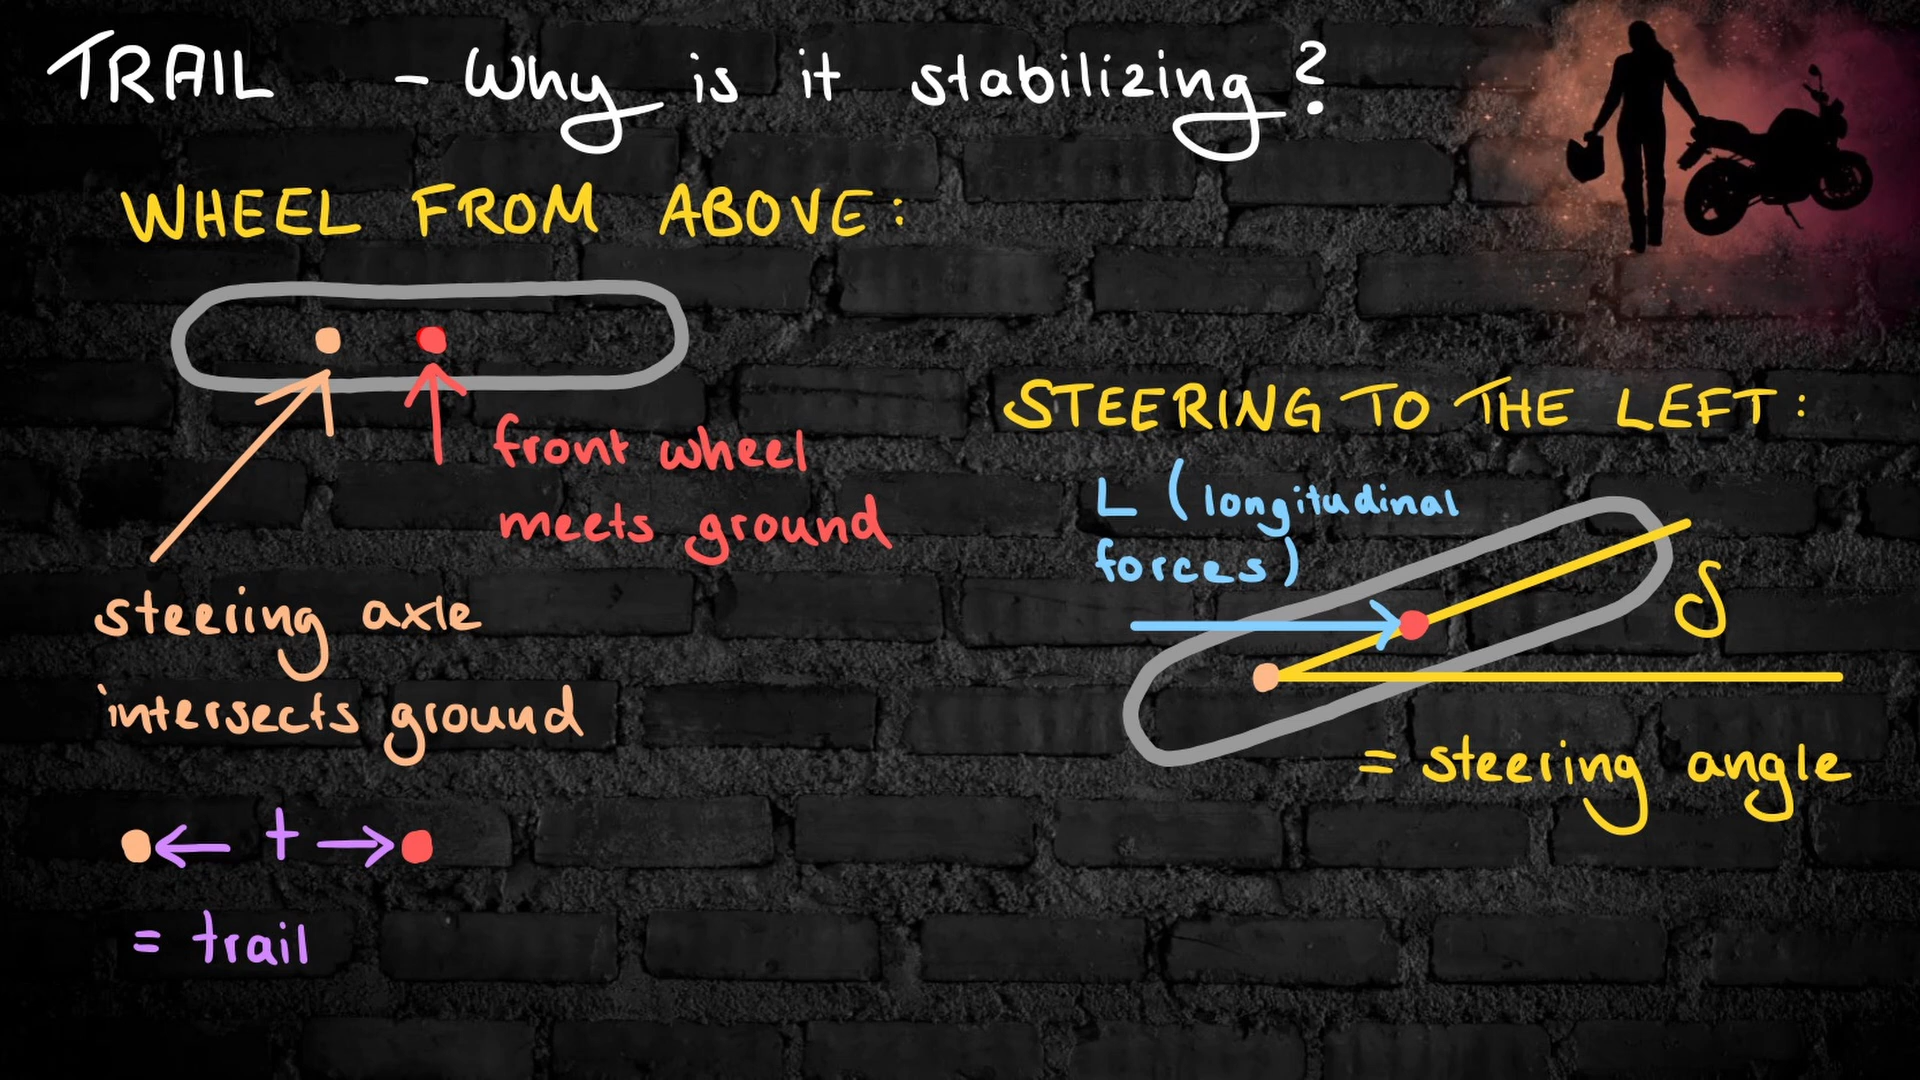 TRAIL - Why is it stabilizing?
WHEEL FROM ABOVE:
front wheel
meets ground
steering axle
intersects ground
t
= trail
STEERING TO THE LEFT:
L (longitudinal
forces)
δ
= steering angle